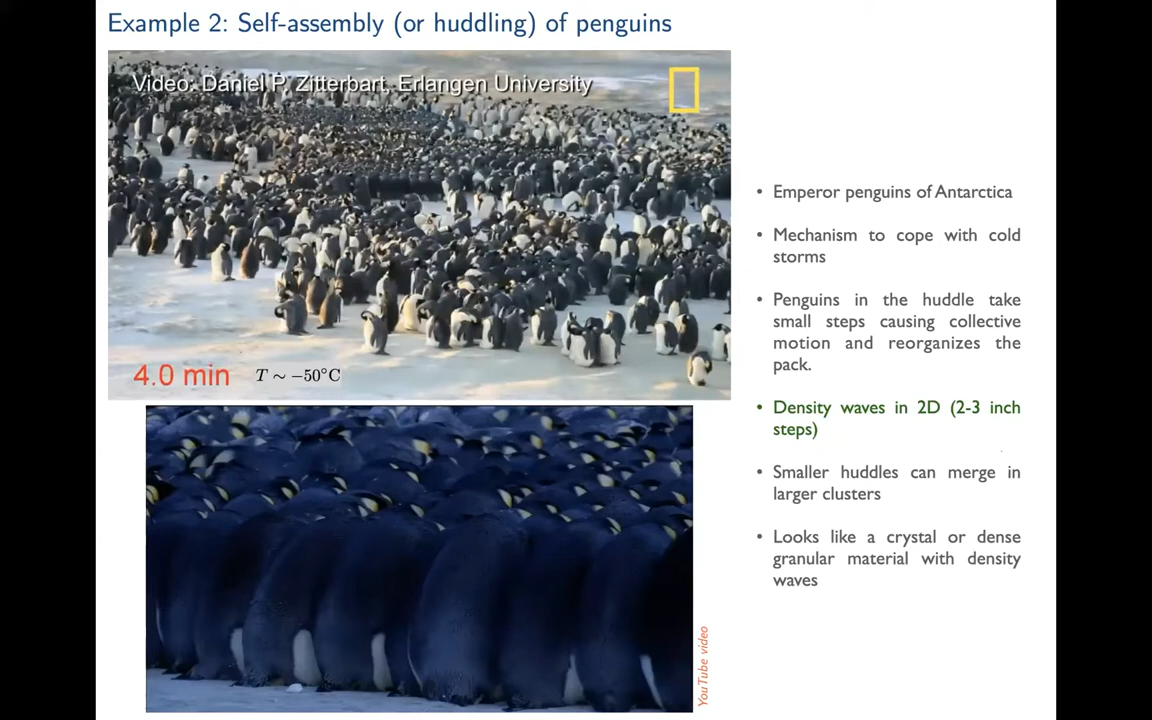 Example 2: Self-assembly (or huddling) of penguins
Video: Daniel P. Zitterbart, Erlangen University
4.0 min
T ∼ −50°C
• Emperor penguins of Antarctica
• Mechanism to cope with cold
storms
• Penguins in the huddle take
small steps causing collective
motion and reorganizes the
pack.
• Density waves in 2D (2-3 inch
steps)
• Smaller huddles can merge in
larger clusters
• Looks like a crystal or dense
granular material with density
waves
YouTube video